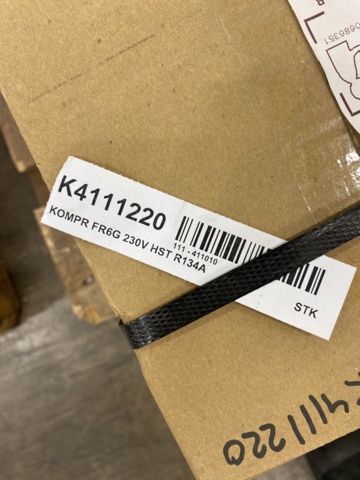 K4111220
KOMPR FR6G 230V HST R134A
111-411010
STK
K4111220